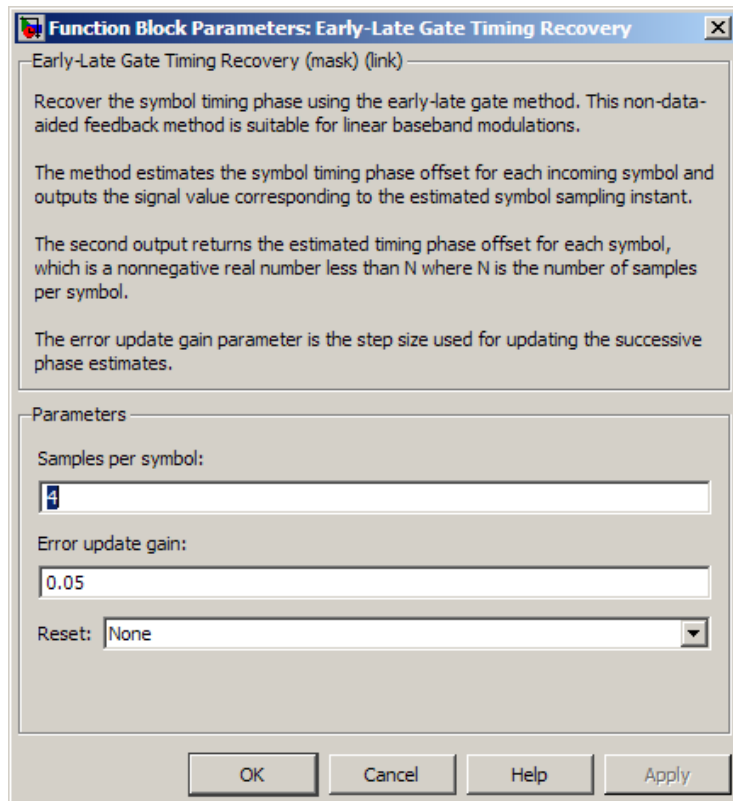 Function Block Parameters: Early-Late Gate Timing Recovery
Early-Late Gate Timing Recovery (mask) (link)
Recover the symbol timing phase using the early-late gate method. This non-data-
aided feedback method is suitable for linear baseband modulations.
The method estimates the symbol timing phase offset for each incoming symbol and
outputs the signal value corresponding to the estimated symbol sampling instant.
The second output returns the estimated timing phase offset for each symbol,
which is a nonnegative real number less than N where N is the number of samples
per symbol.
The error update gain parameter is the step size used for updating the successive
phase estimates.
Parameters
Samples per symbol:
4
Error update gain:
0.05
Reset: None
OK Cancel Help Apply